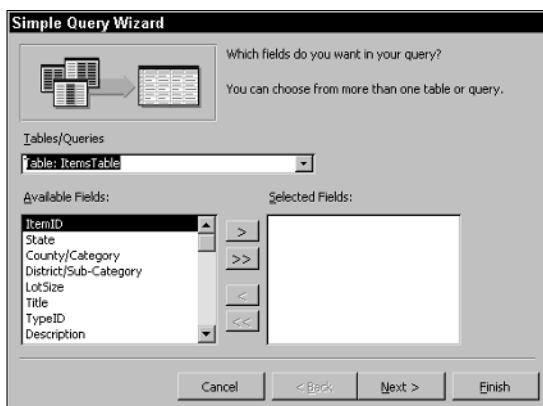 Simple Query Wizard
Which fields do you want in your query?
You can choose from more than one table or query.
Tables/Queries
Table: ItemsTable
Available Fields:
Selected Fields:
ItemID
State
County/Category
District/Sub-Category
LotSize
Title
TypeID
Description
>
>>
<
<<
Cancel
< Back
Next >
Finish